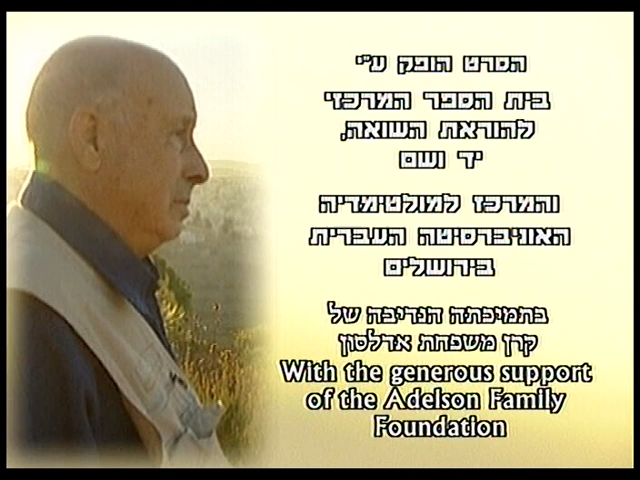 הסרט הופק ע"י
בית הספר המרכזי
להוראת השואה,
יד ושם
והמרכז למולטימדיה
האוניברסיטה העברית
בירושלים
בתמיכתה הנדיבה של
קרן משפחת אדלסון
With the generous support
of the Adelson Family
Foundation